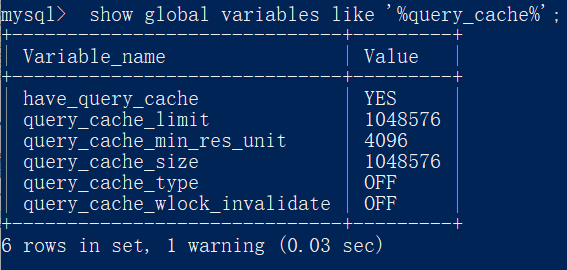 mysql>  show global variables like '%query_cache%';
+------------------------------+---------+
| Variable_name                | Value   |
+------------------------------+---------+
| have_query_cache             | YES     |
| query_cache_limit            | 1048576 |
| query_cache_min_res_unit     | 4096    |
| query_cache_size             | 1048576 |
| query_cache_type             | OFF     |
| query_cache_wlock_invalidate | OFF     |
+------------------------------+---------+
6 rows in set, 1 warning (0.03 sec)